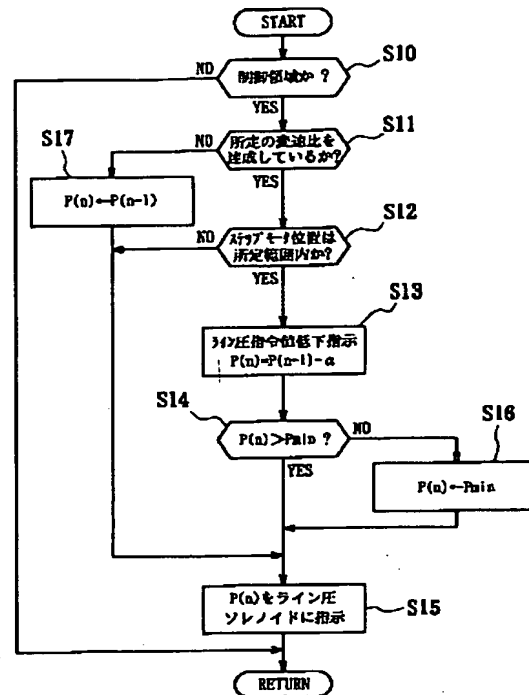 START
S10
NO
制御領域か？
YES
S11
S17
NO
所定の変速比を
達成しているか？
P(n)←P(n-1)
YES
S12
NO
ステップモータ位置は
所定範囲内か？
YES
S13
ライン圧指令値低下指示
P(n)=P(n-1)-α
S14
P(n)>Pmin ?
NO
S16
YES
P(n)←Pmin
P(n)をライン圧
ソレノイドに指示
S15
RETURN